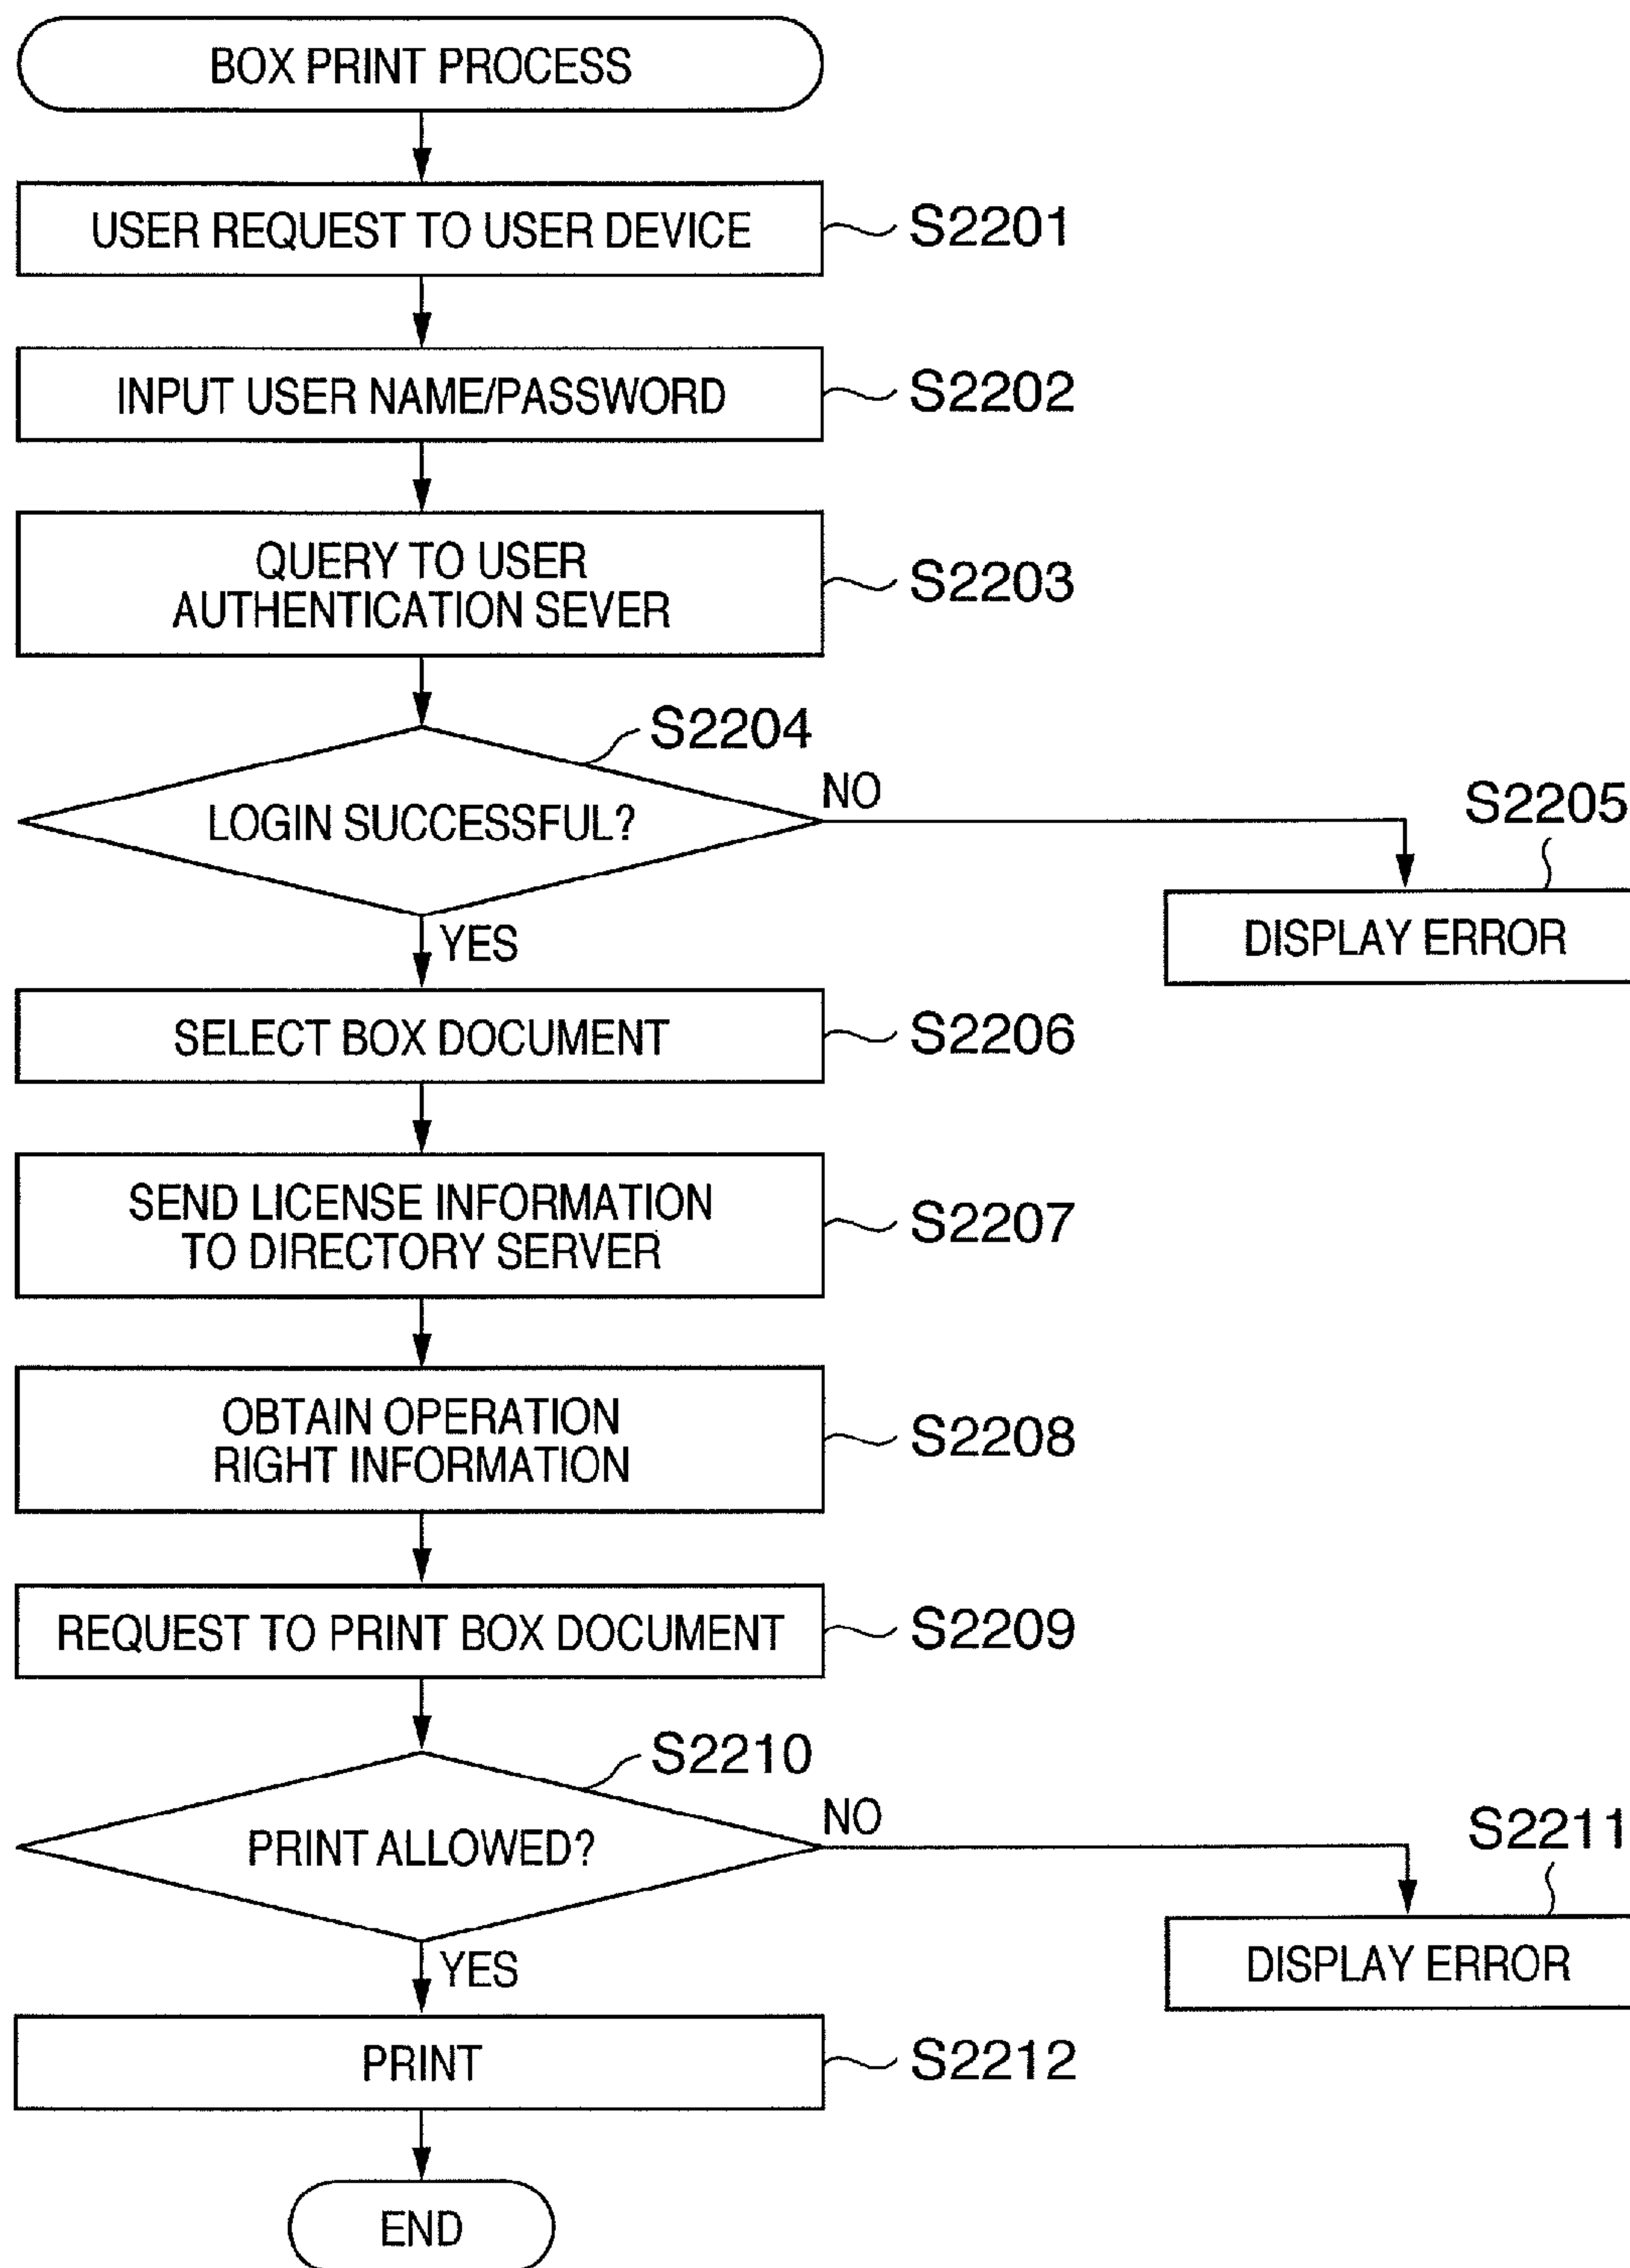 BOX PRINT PROCESS
USER REQUEST TO USER DEVICE
S2201
INPUT USER NAME/PASSWORD
S2202
QUERY TO USER
AUTHENTICATION SEVER
S2203
S2204
LOGIN SUCCESSFUL?
NO
S2205
DISPLAY ERROR
YES
SELECT BOX DOCUMENT
S2206
SEND LICENSE INFORMATION
TO DIRECTORY SERVER
S2207
OBTAIN OPERATION
RIGHT INFORMATION
S2208
REQUEST TO PRINT BOX DOCUMENT
S2209
S2210
PRINT ALLOWED?
NO
S2211
DISPLAY ERROR
YES
PRINT
S2212
END